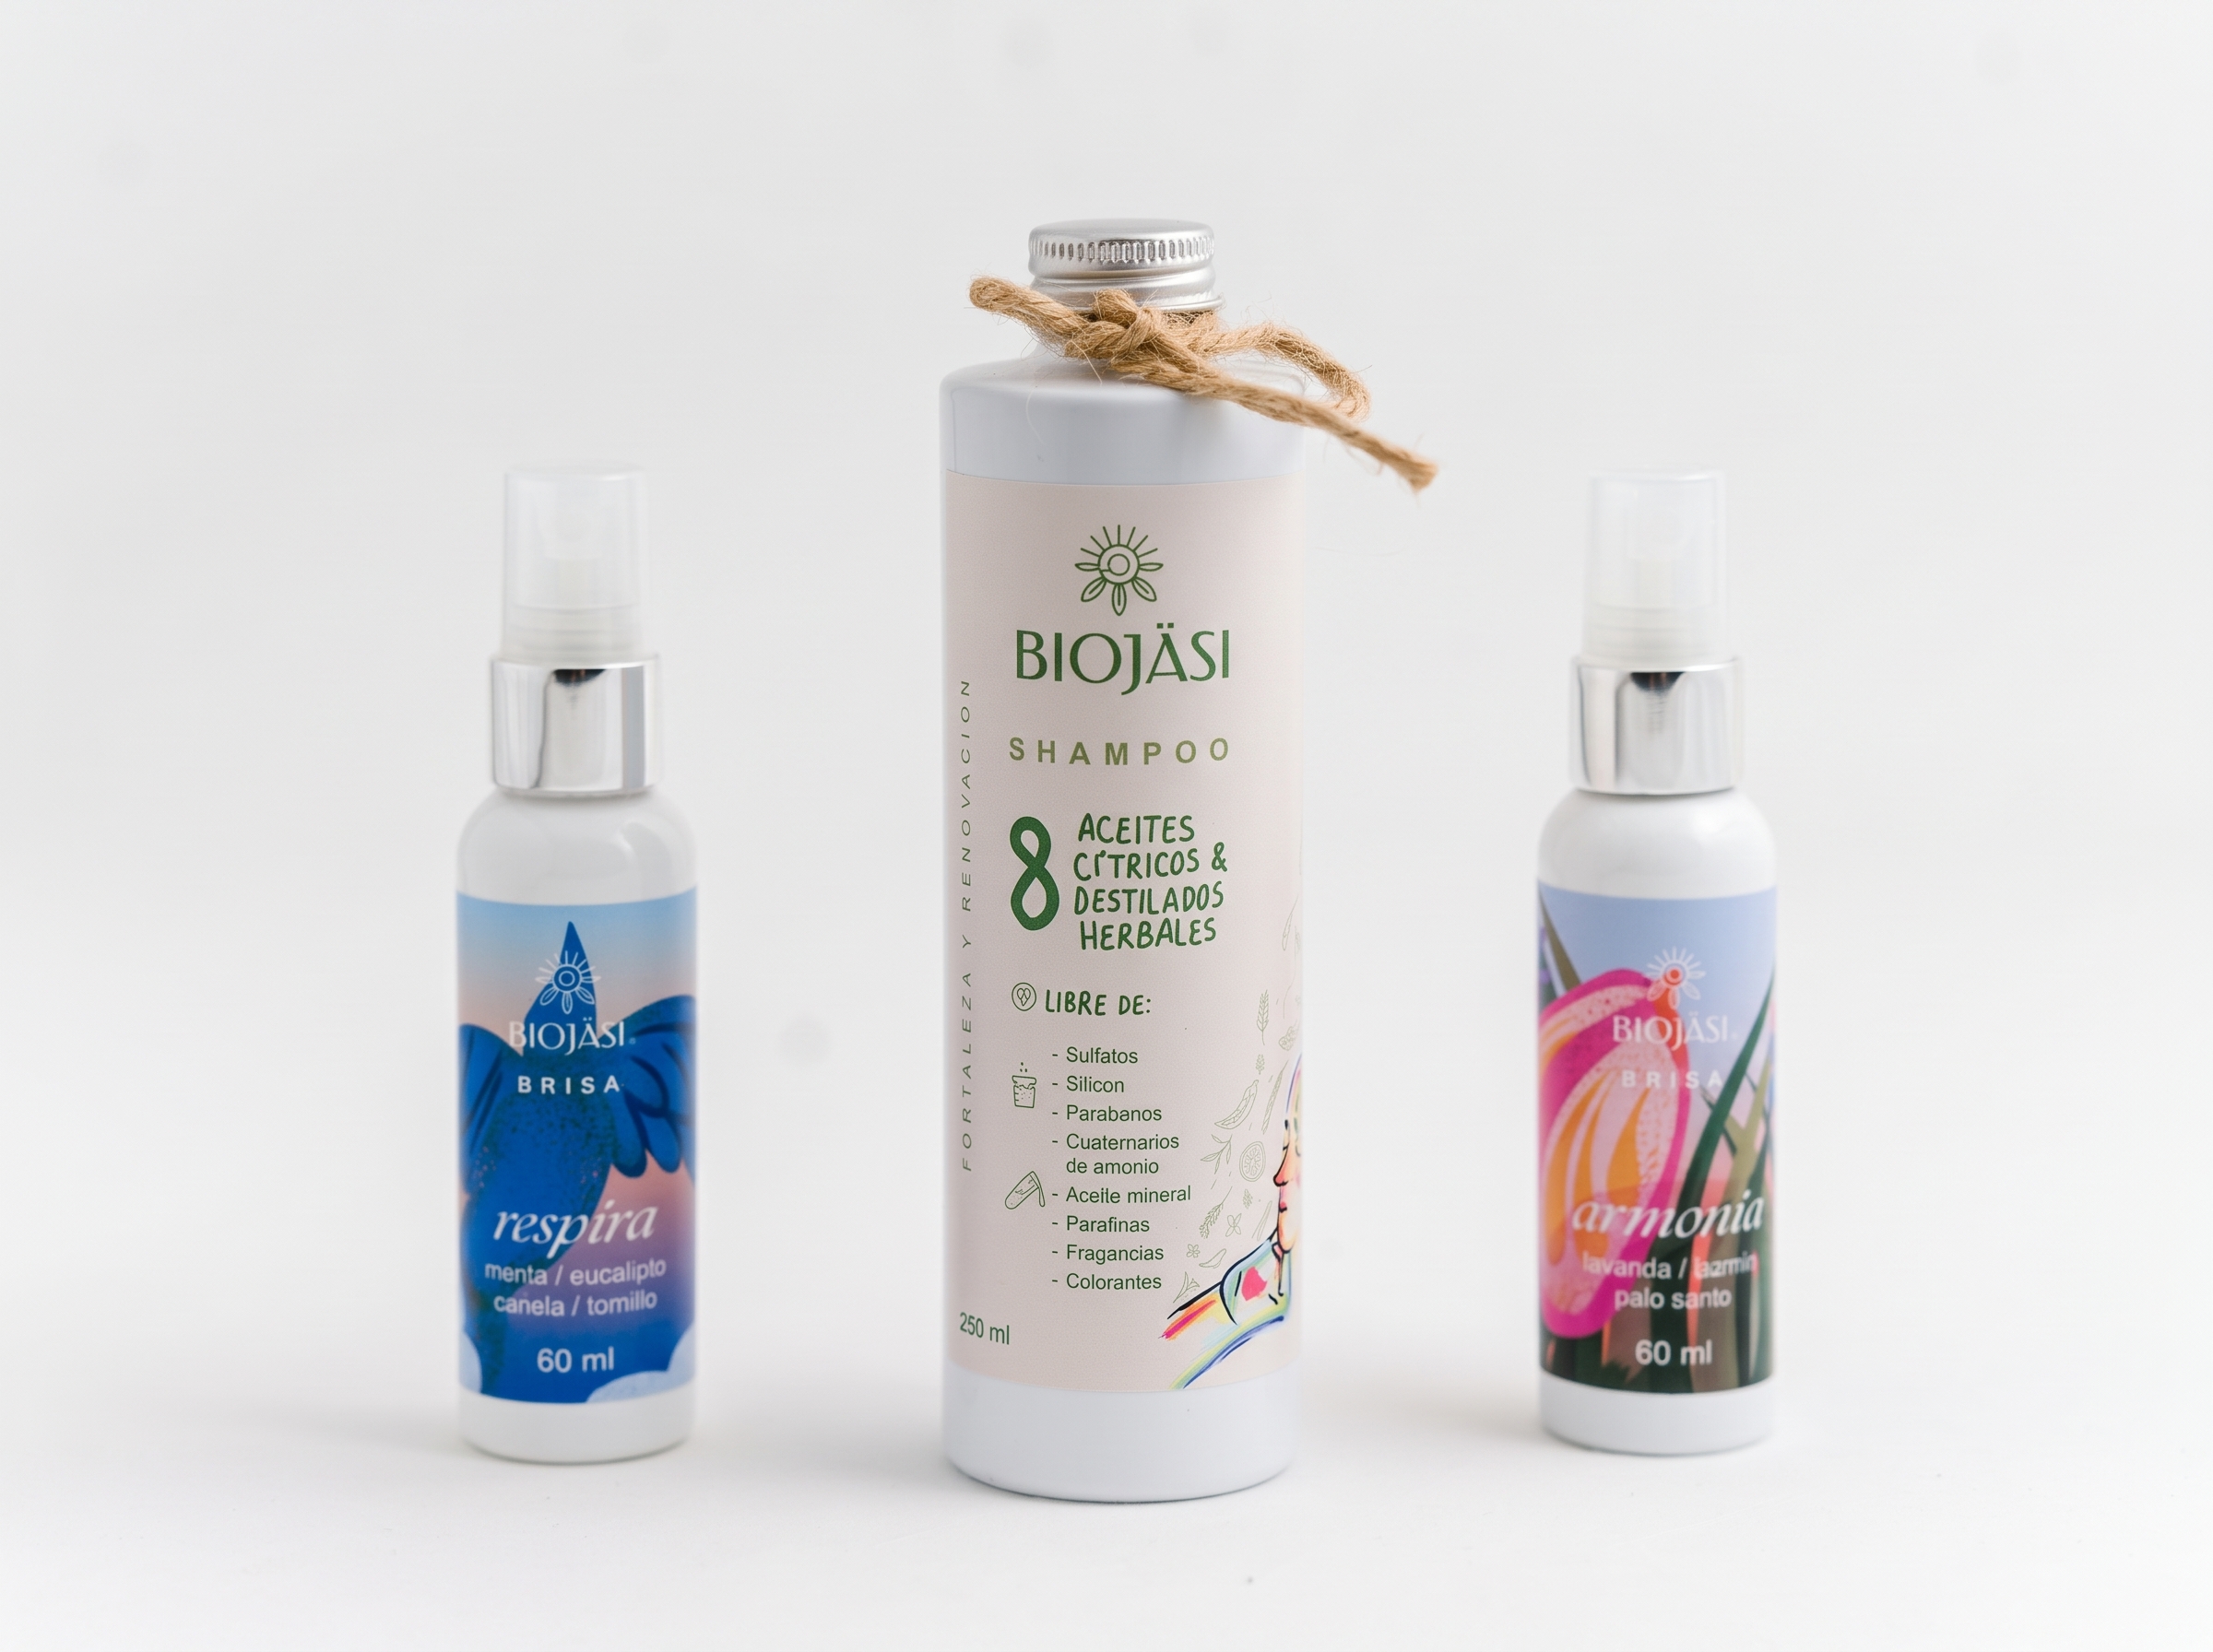 BIOJÄSI
BRISA
respira
menta / eucalipto
canela / tomillo
60 ml
BIOJÄSI
SHAMPOO
FORTALEZA Y RENOVACION
8 ACEITES
CÍTRICOS &
DESTILADOS
HERBALES
LIBRE DE:
- Sulfatos
- Silicon
- Parabanos
- Cuaternarios
de amonio
- Aceite mineral
- Parafinas
- Fragancias
- Colorantes
250 ml
BIOJÄSI
BRISA
armonia
lavanda /
palo santo
60 ml